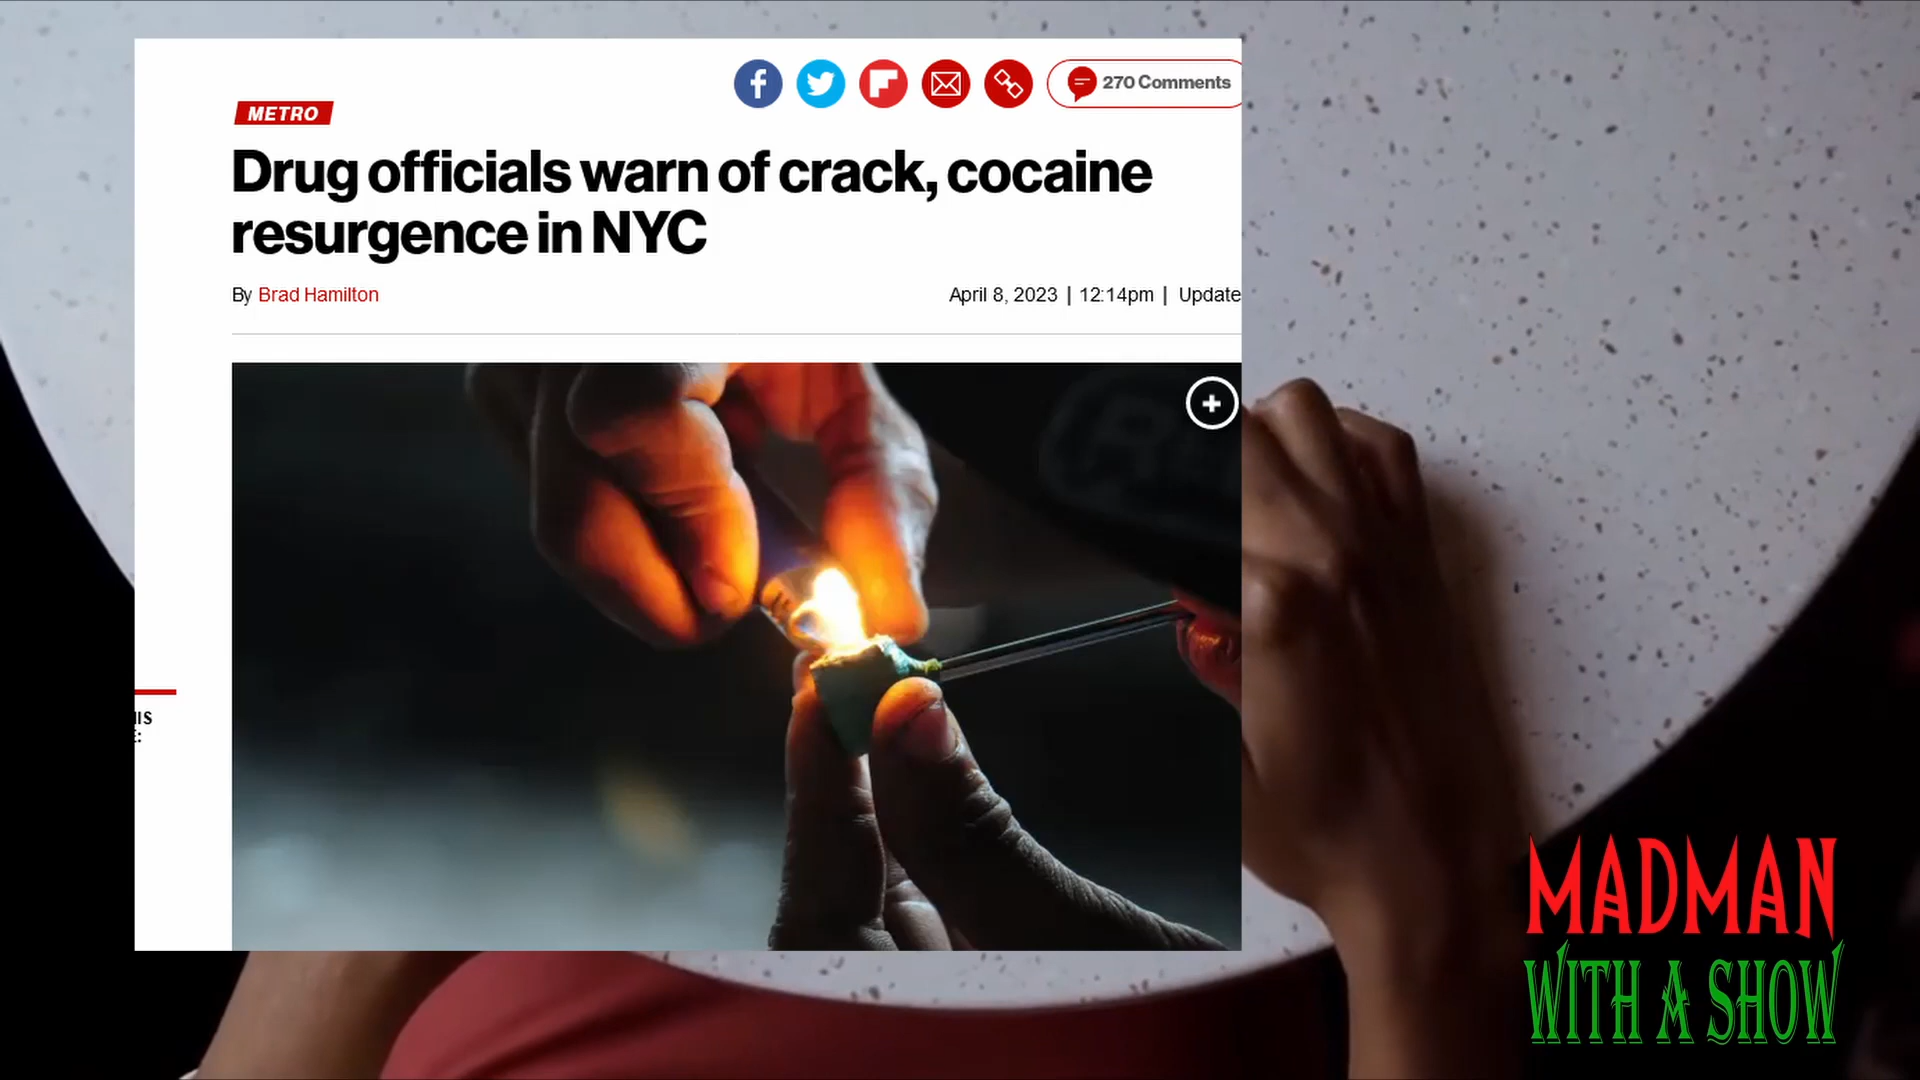 270 Comments
METRO
Drug officials warn of crack, cocaine
resurgence in NYC
By Brad Hamilton
April 8, 2023 | 12:14pm | Update
MADMAN
WITH A SHOW